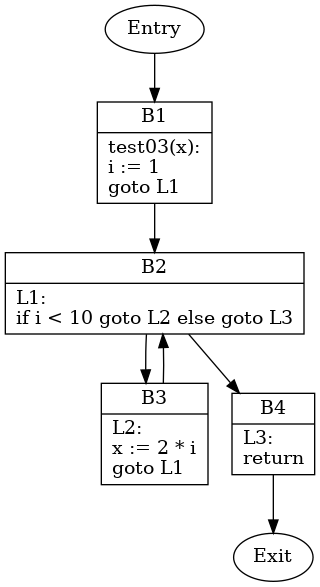 Entry
B1
test03(x):
i := 1
goto L1
B2
L1:
if i < 10 goto L2 else goto L3
B3
L2:
x := 2 * i
goto L1
B4
L3:
return
Exit